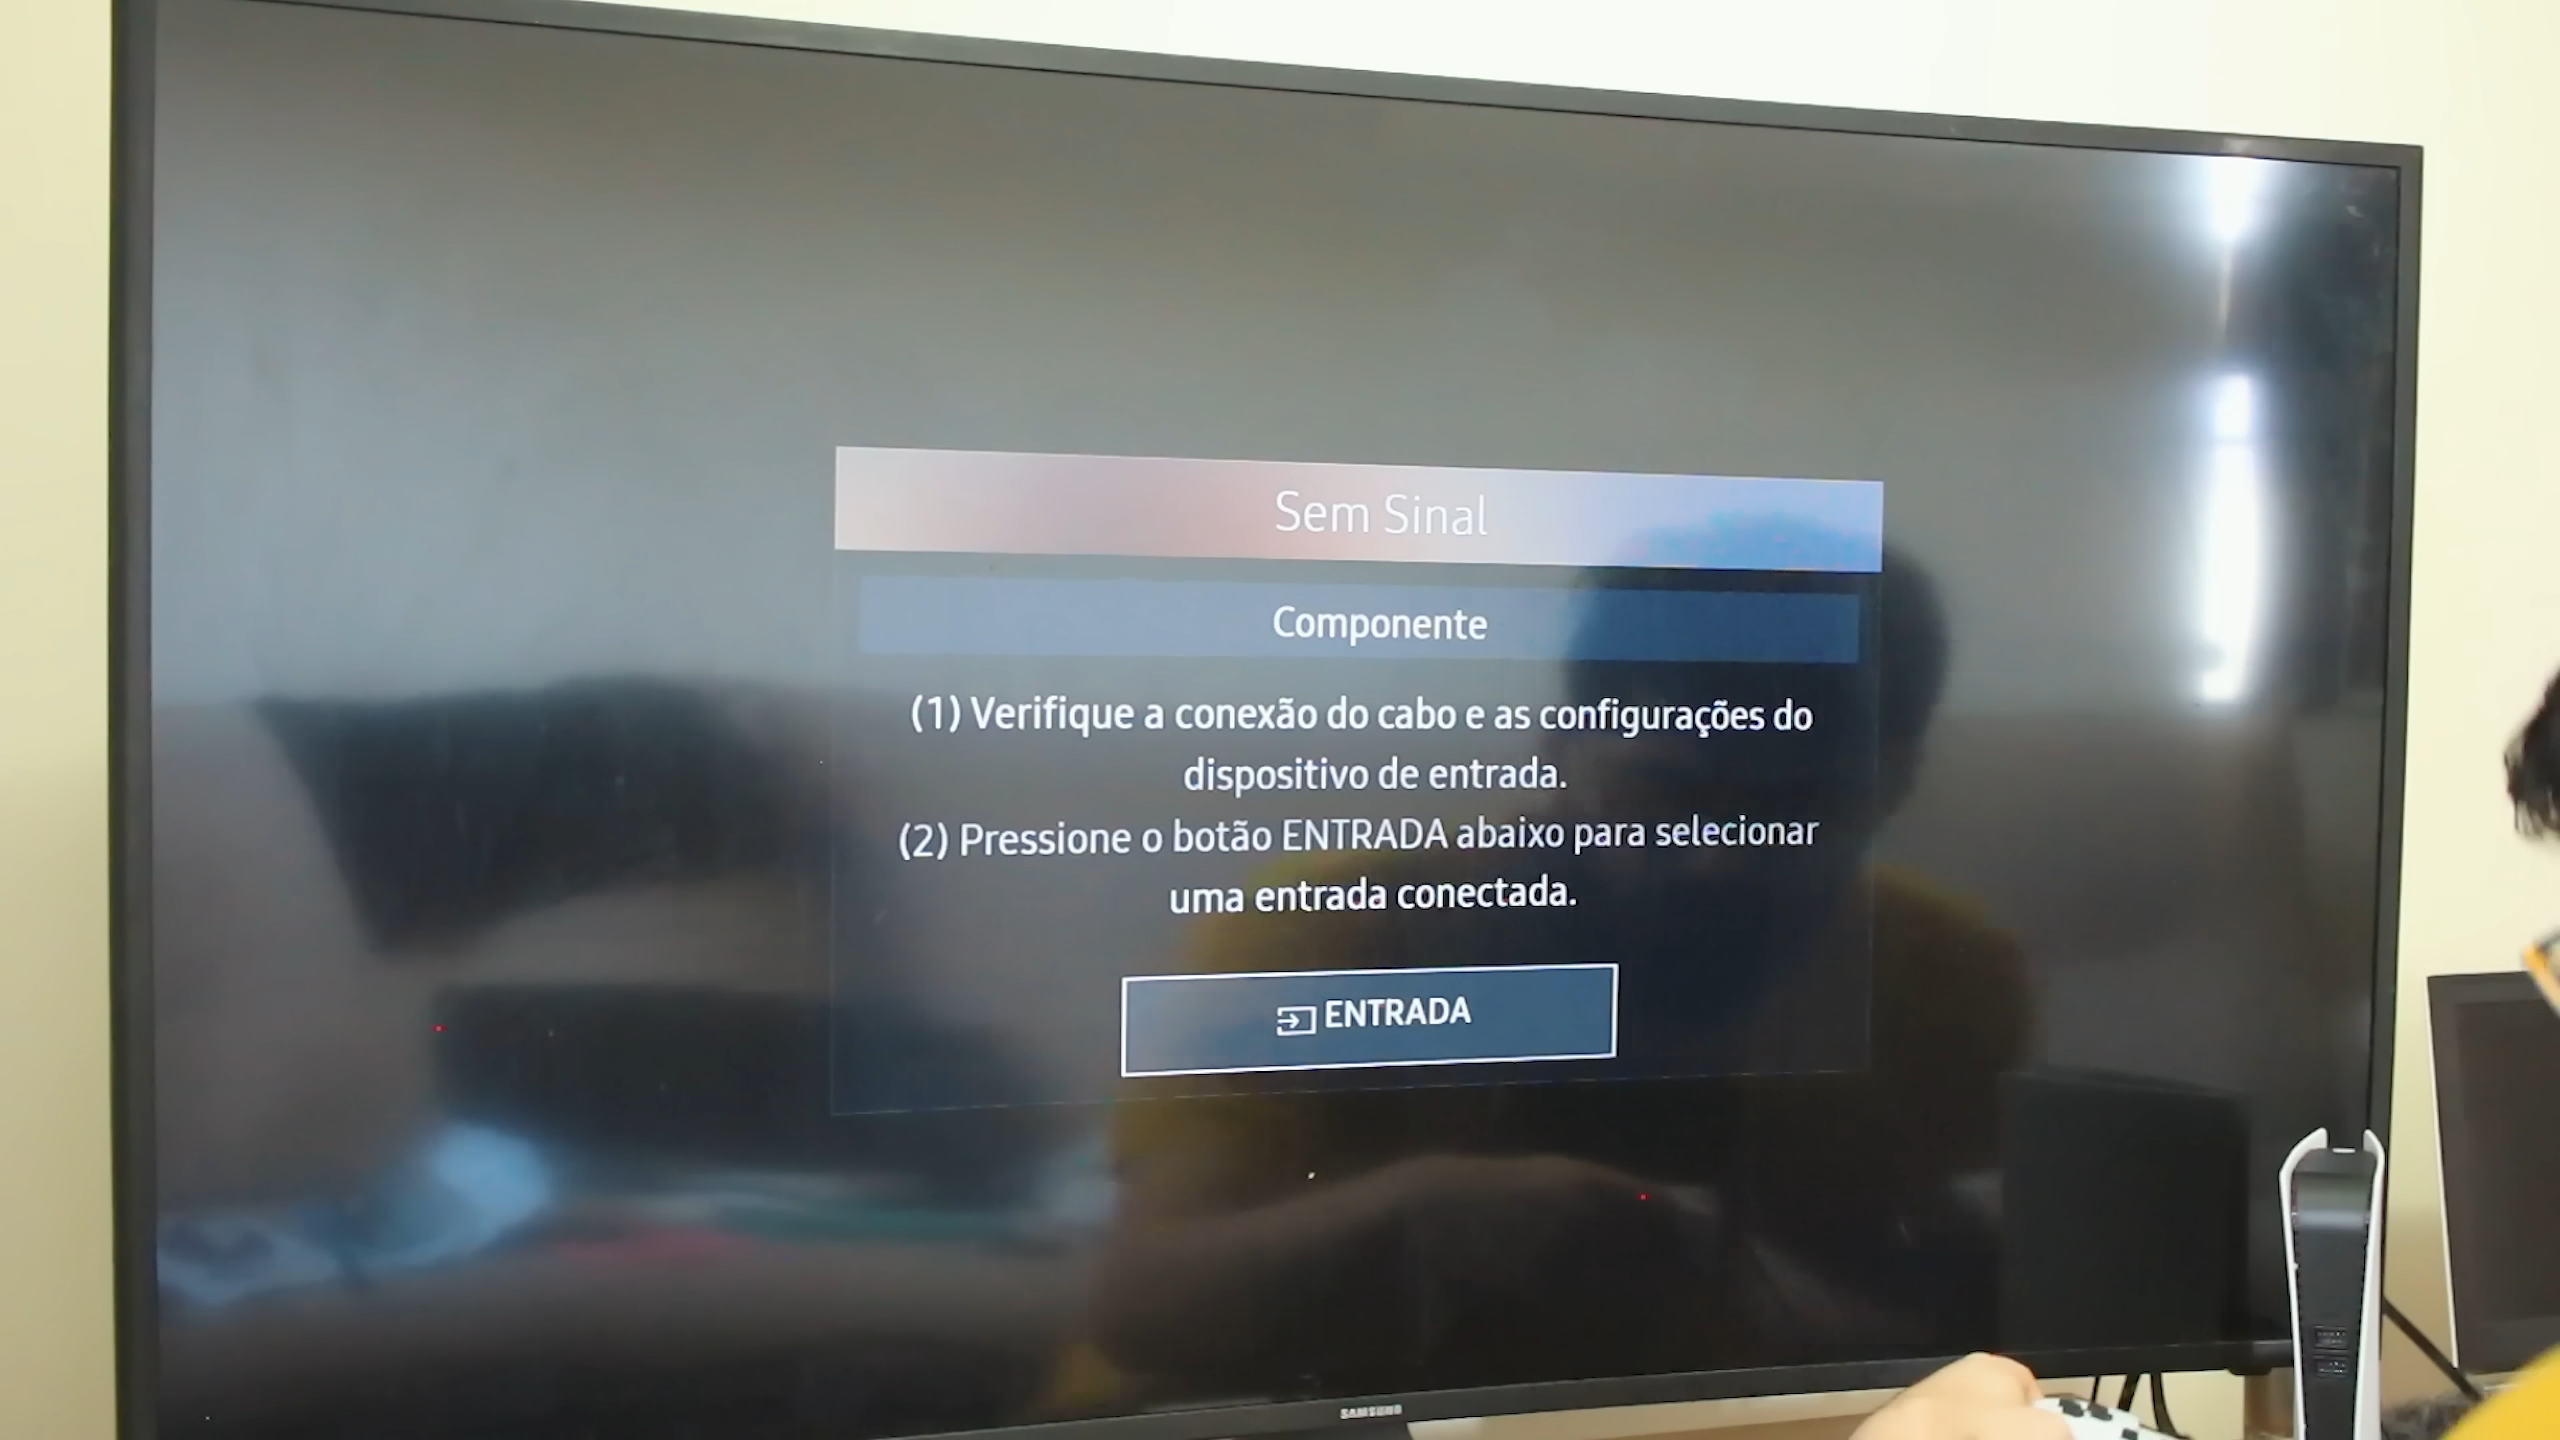 Sem Sinal
Componente
(1) Verifique a conexão do cabo e as configurações do
dispositivo de entrada.
(2) Pressione o botão ENTRADA abaixo para selecionar
uma entrada conectada.
ENTRADA
SAMSUNG